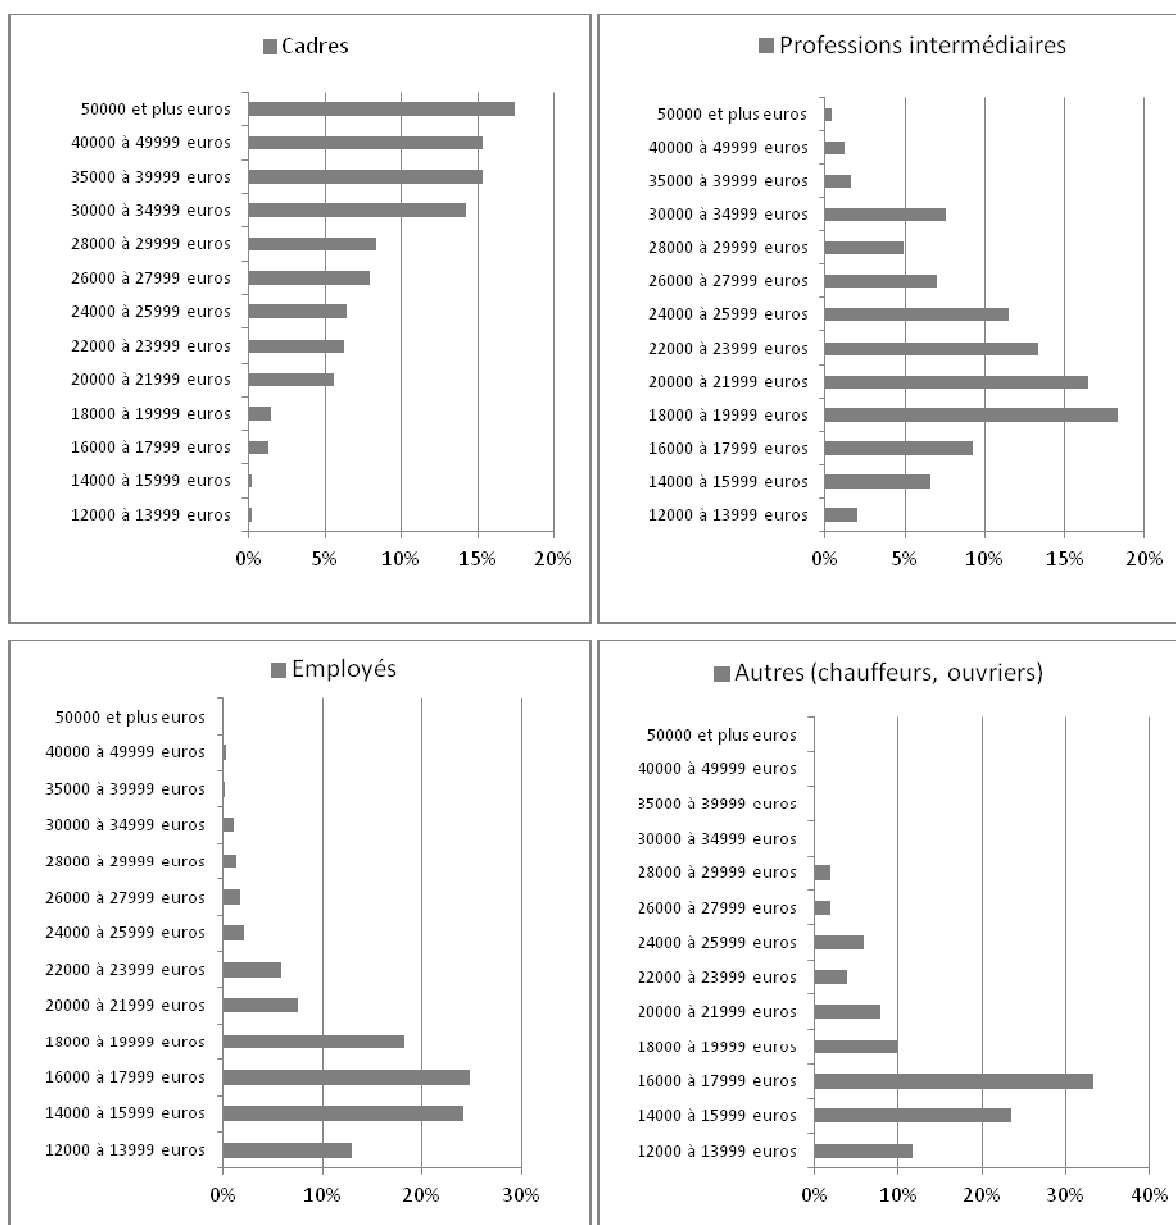 Cadres
50000 et plus euros
40000 à 49999 euros
35000 à 39999 euros
30000 à 34999 euros
28000 à 29999 euros
26000 à 27999 euros
24000 à 25999 euros
22000 à 23999 euros
20000 à 21999 euros
18000 à 19999 euros
16000 à 17999 euros
14000 à 15999 euros
12000 à 13999 euros
0% 5% 10% 15% 20%
Professions intermédiaires
50000 et plus euros
40000 à 49999 euros
35000 à 39999 euros
30000 à 34999 euros
28000 à 29999 euros
26000 à 27999 euros
24000 à 25999 euros
22000 à 23999 euros
20000 à 21999 euros
18000 à 19999 euros
16000 à 17999 euros
14000 à 15999 euros
12000 à 13999 euros
0% 5% 10% 15% 20%
Employés
50000 et plus euros
40000 à 49999 euros
35000 à 39999 euros
30000 à 34999 euros
28000 à 29999 euros
26000 à 27999 euros
24000 à 25999 euros
22000 à 23999 euros
20000 à 21999 euros
18000 à 19999 euros
16000 à 17999 euros
14000 à 15999 euros
12000 à 13999 euros
0% 10% 20% 30%
Autres (chauffeurs, ouvriers)
50000 et plus euros
40000 à 49999 euros
35000 à 39999 euros
30000 à 34999 euros
28000 à 29999 euros
26000 à 27999 euros
24000 à 25999 euros
22000 à 23999 euros
20000 à 21999 euros
18000 à 19999 euros
16000 à 17999 euros
14000 à 15999 euros
12000 à 13999 euros
0% 10% 20% 30% 40%